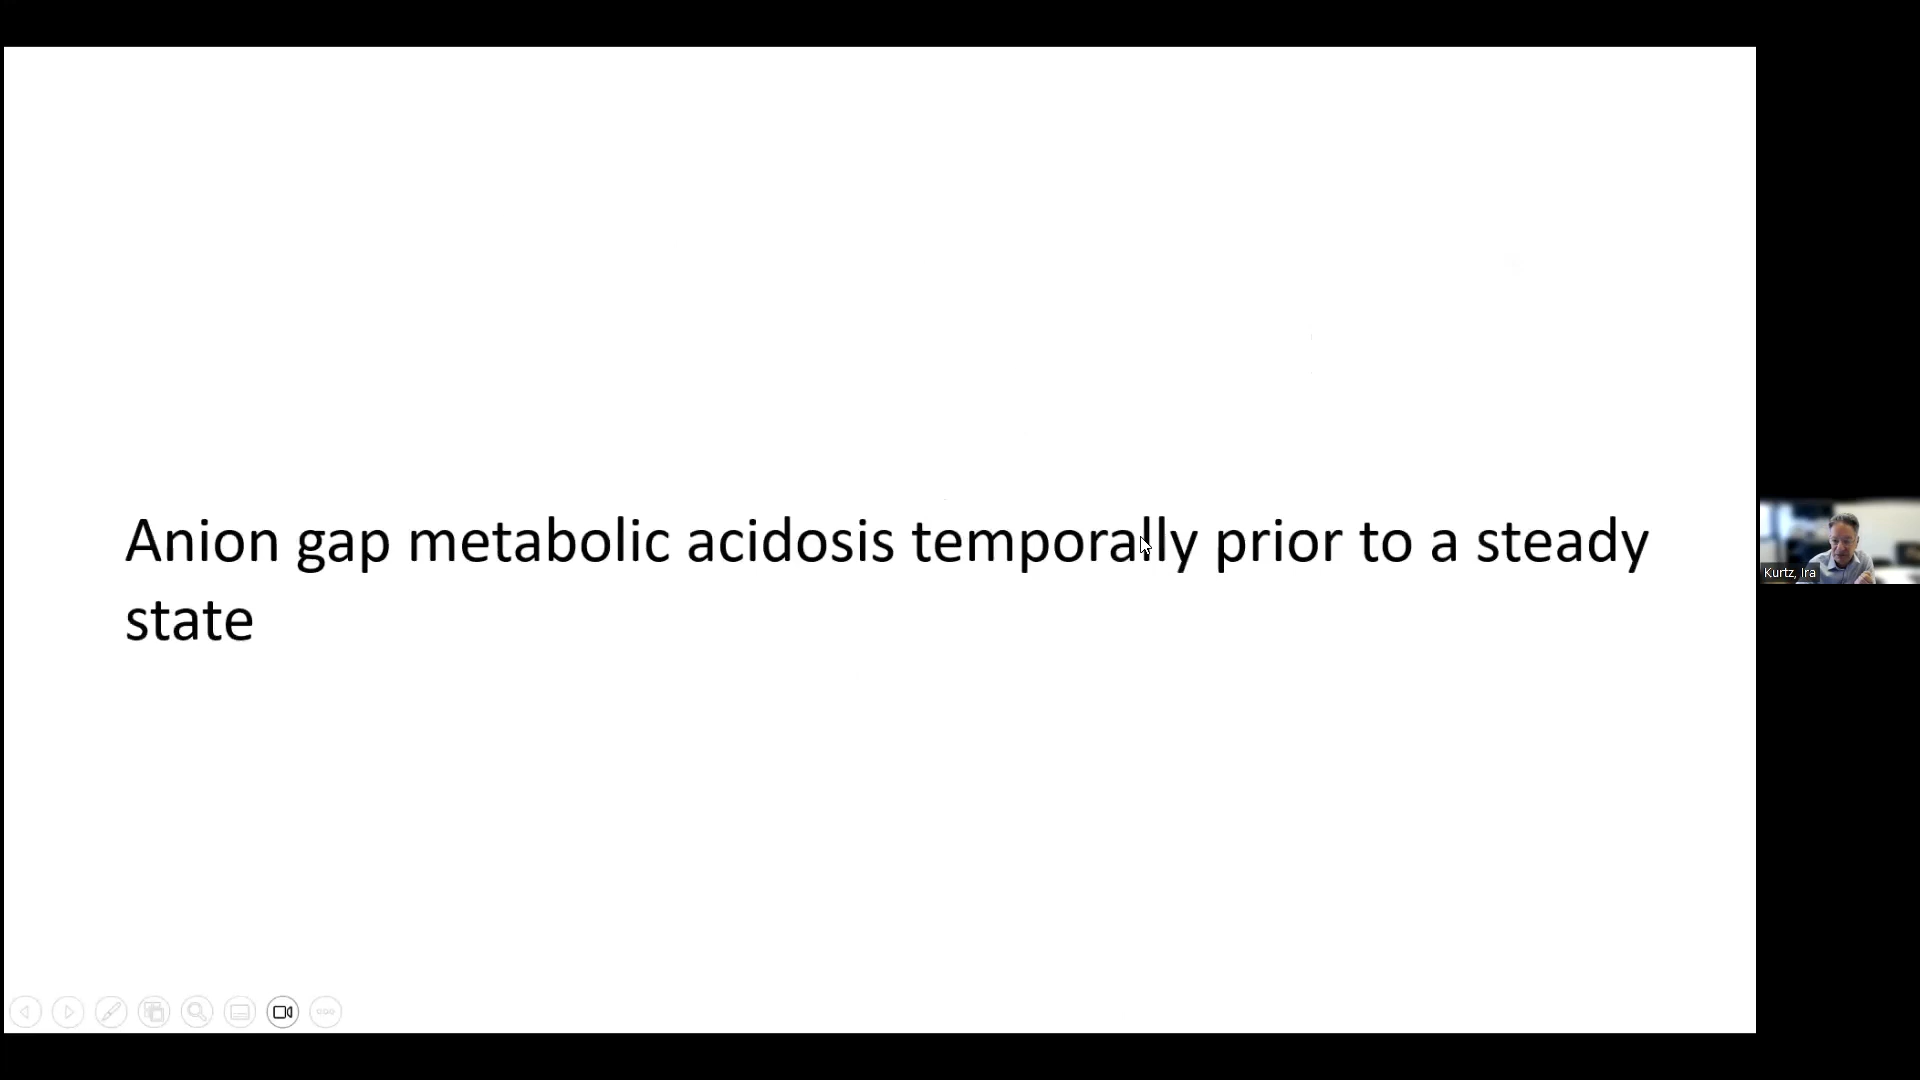 Anion gap metabolic acidosis temporally prior to a steady
state
Kurtz, Ira